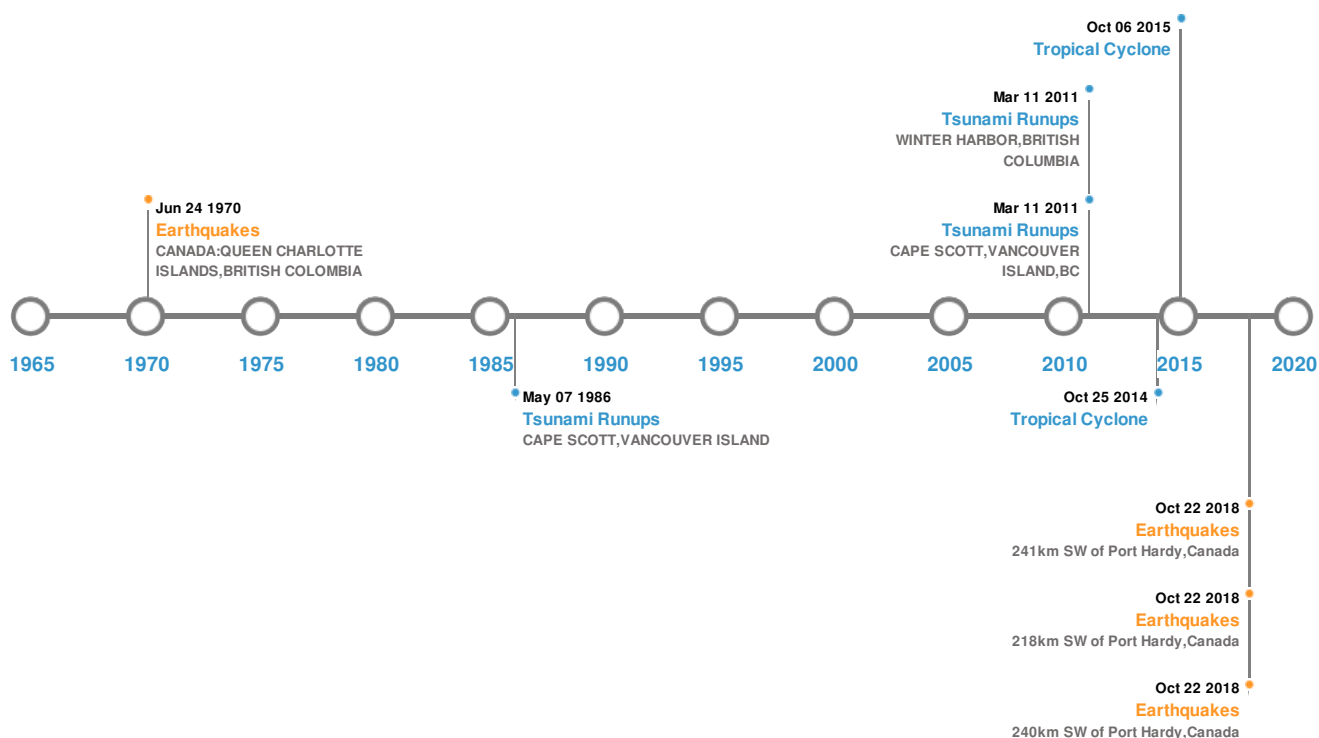 Oct 06 2015
Tropical Cyclone
Mar 11 2011
Tsunami Runups
WINTER HARBOR,BRITISH
COLUMBIA
Jun 24 1970
Earthquakes
CANADA:QUEEN CHARLOTTE
ISLANDS,BRITISH COLOMBIA
Mar 11 2011
Tsunami Runups
CAPE SCOTT,VANCOUVER
ISLAND,BC
1965 1970 1975 1980 1985 1990 1995 2000 2005 2010 2015 2020
May 07 1986
Tsunami Runups
CAPE SCOTT,VANCOUVER ISLAND
Oct 25 2014
Tropical Cyclone
Oct 22 2018
Earthquakes
241km SW of Port Hardy,Canada
Oct 22 2018
Earthquakes
218km SW of Port Hardy,Canada
Oct 22 2018
Earthquakes
240km SW of Port Hardy,Canada